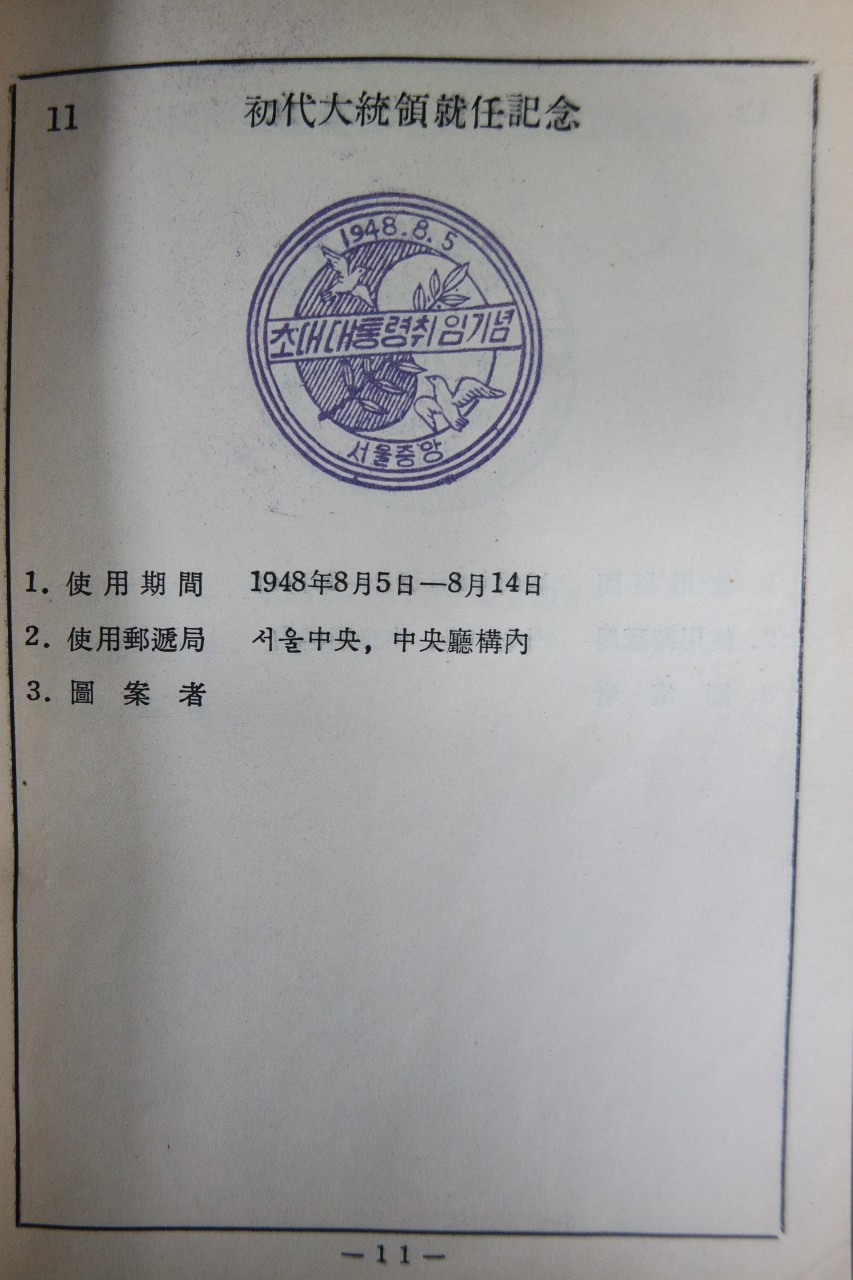 11 初代大統領就任記念
1948.8.5
초대대통령취임기념
서울중앙
1. 使用期間 1948年8月5日—8月14日
2. 使用郵遞局 서울中央, 中央廳構內
3. 圖案者
—11—